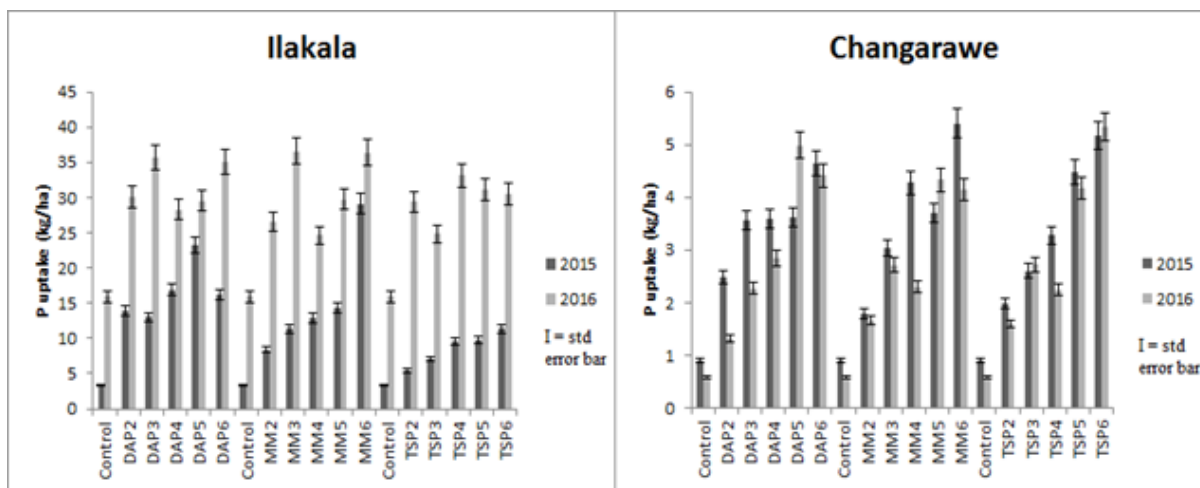 Ilakala
P uptake (kg/ha)
45
40
35
30
25
20
15
10
5
0
Control
DAP2
DAP3
DAP4
DAP5
DAP6
Control
MM2
MM3
MM4
MM5
MM6
Control
TSP2
TSP3
TSP4
TSP5
TSP6
2015
2016
I = std
error bar
Changarawe
P uptake (kg/ha)
6
5
4
3
2
1
0
Control
DAP2
DAP3
DAP4
DAP5
DAP6
Control
MM2
MM3
MM4
MM5
MM6
Control
TSP2
TSP3
TSP4
TSP5
TSP6
2015
2016
I = std
error bar